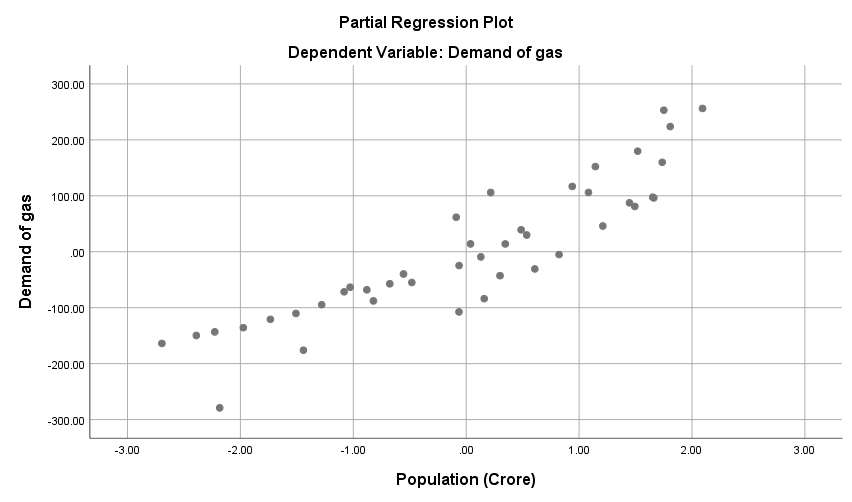 Partial Regression Plot
Dependent Variable: Demand of gas
Demand of gas
300.00
200.00
100.00
.00
-100.00
-200.00
-300.00
-3.00 -2.00 -1.00 .00 1.00 2.00 3.00
Population (Crore)